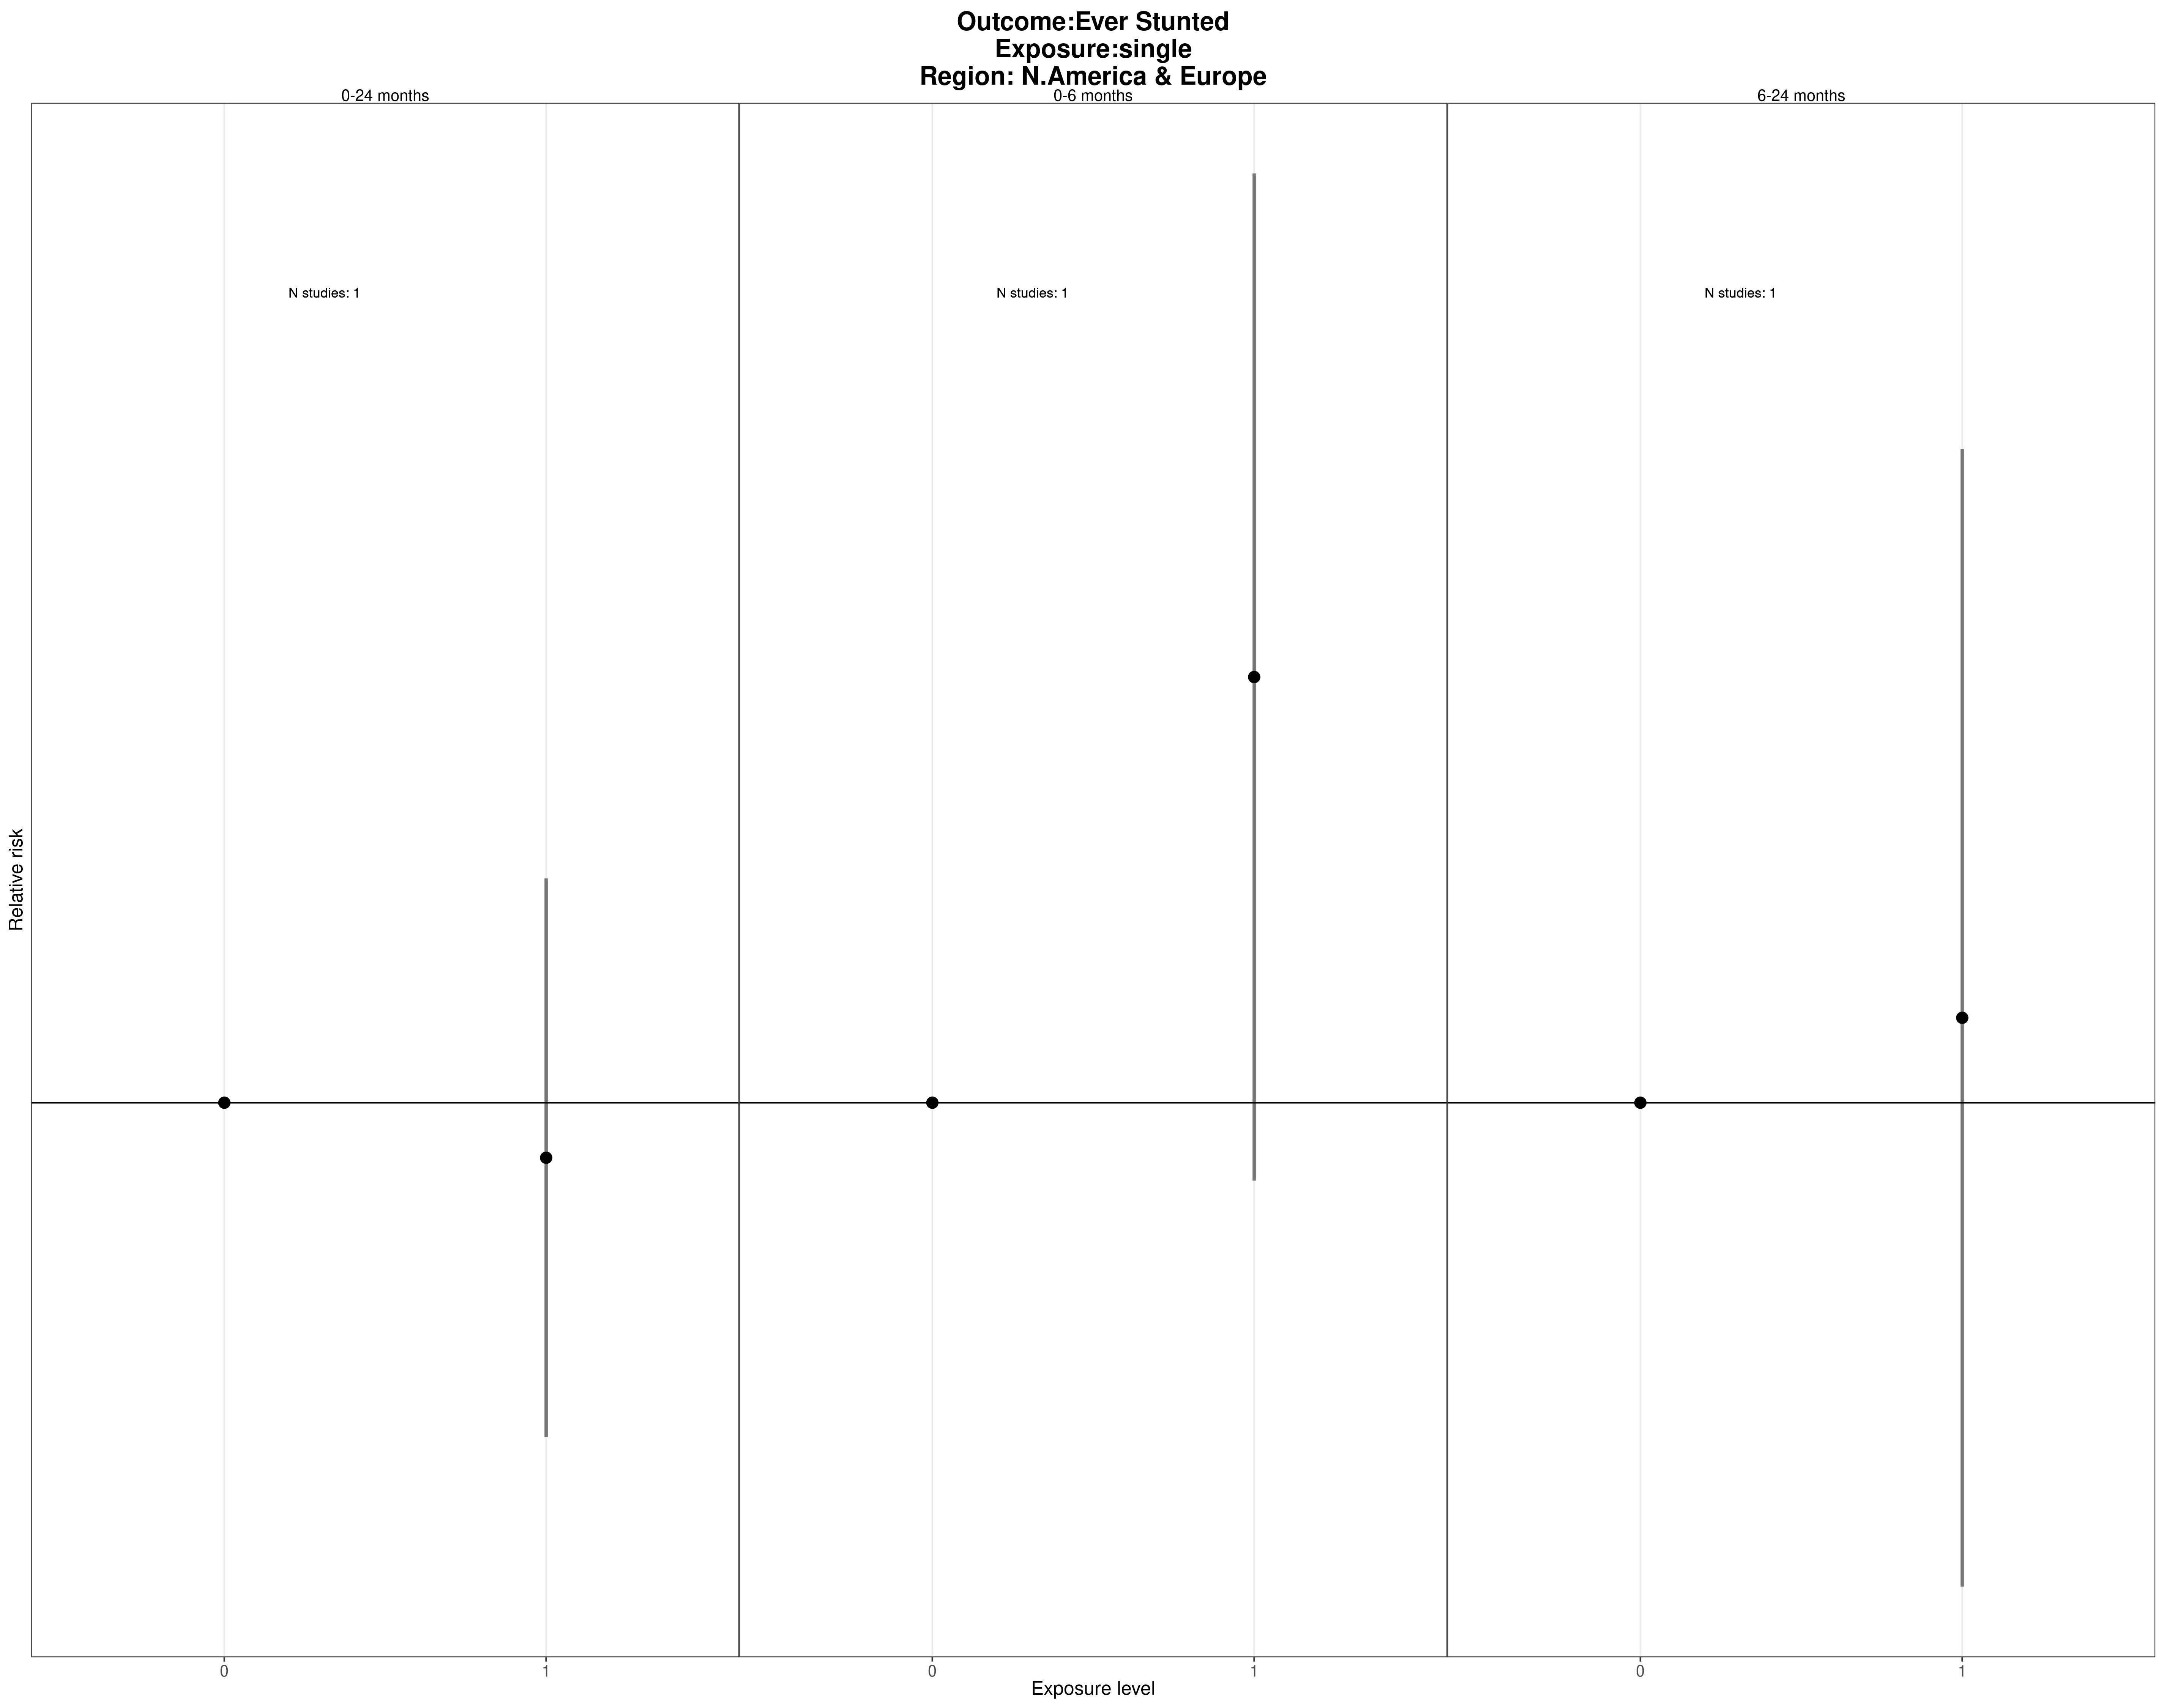 Outcome:Ever Stunted
Exposure:single
Region: N.America & Europe
0-24 months
0-6 months
6-24 months
N studies: 1
N studies: 1
N studies: 1
Relative risk
0
1
0
1
0
1
Exposure level